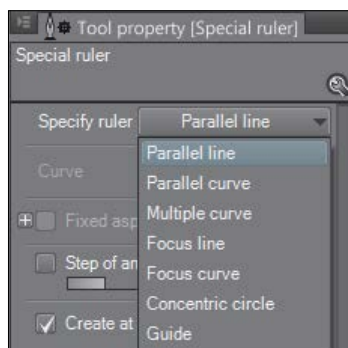 Tool property [Special ruler]
Special ruler
Specify ruler Parallel line
Parallel line
Curve
Parallel curve
Multiple curve
Fixed asp
Focus line
Step of an
Focus curve
Concentric circle
Create at
Guide